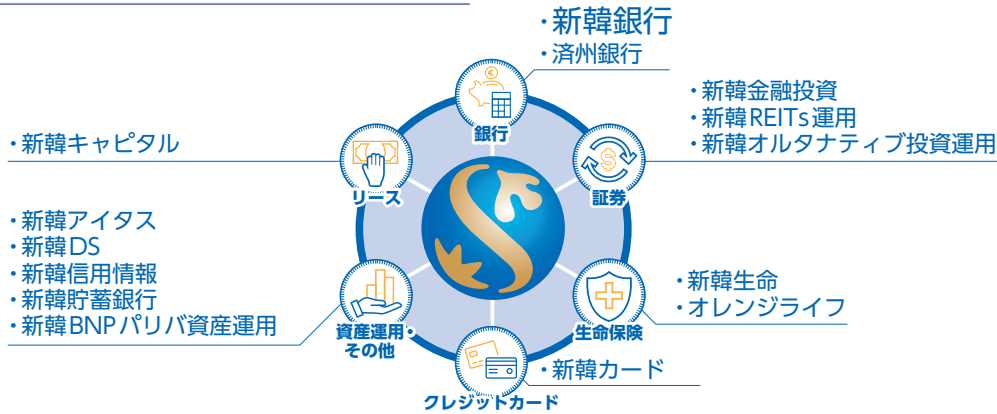 ・新韓銀行
・済州銀行
銀行
・新韓金融投資
・新韓REITs運用
・新韓オルタナティブ投資運用
証券
・新韓キャピタル
リース
・新韓アイタス
・新韓DS
・新韓信用情報
・新韓貯蓄銀行
・新韓BNPパリバ資産運用
資産運用・
その他
・新韓生命
・オレンジライフ
生命保険
・新韓カード
クレジットカード